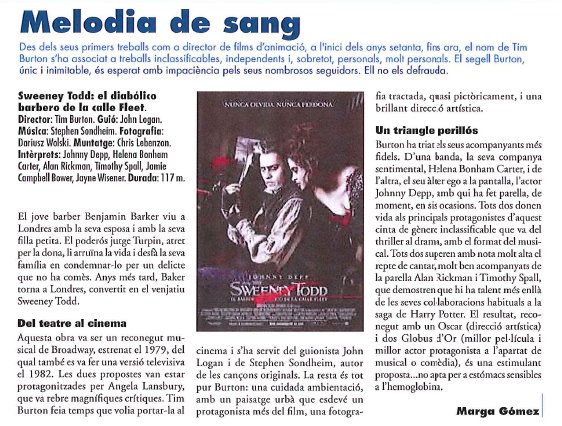 Melodia de sang
Des dels seus primers treballs com a director de films d'animació, a l'inici dels anys setanta, fins ara, el nom de Tim
Burton s'ha associat a treballs inclassificables, independents i, sobretot, personals, molt personals. El segell Burton,
únic i inimitable, és esperat amb impaciència pels seus nombrosos seguidors. Ell no els defrauda.
Sweeney Todd: el diabólico
barbero de la calle Fleet.
Director: Tim Burton. Guió: John Logan.
Música: Stephen Sondheim. Fotografia:
Dariusz Wolski. Muntatge: Chris Lebenzon.
Intèrprets: Johnny Depp, Helena Bonham
Carter, Alan Rickman, Timothy Spall, Jamie
Campbell Bower, Jayne Wisener. Durada: 117 m.
El jove barber Benjamin Barker viu a
Londres amb la seva esposa i amb la seva
filla petita. El poderós jutge Turpin, atret
per la dona, li arruïna la vida i desfà la seva
família en condemnar-lo per un delicte
que no ha comès. Anys més tard, Baker
torna a Londres, convertit en el venjatiu
Sweeney Todd.
Del teatre al cinema
Aquesta obra va ser un reconegut mu-
sical de Broadway, estrenat el 1979, del
qual també es va fer una versió televisiva
el 1982. Les dues propostes van estar
protagonitzades per Angela Lansbury,
que va rebre magnífiques crítiques. Tim
Burton feia temps que volia portar-la al
NUNCA OLVIDA. NUNCA PERDONA.
JOHNNY DEPP
SWEENEY TODD
EL BARBERO DE LA CALLE FLEET
cinema i s'ha servit del guionista John
Logan i de Stephen Sondheim, autor
de les cançons originals. La resta és tot
pur Burton: una cuidada ambientació,
amb un paisatge urbà que esdevé un
protagonista més del film, una fotogra-
fia tractada, quasi pictòricament, i una
brillant direcció artística.
Un triangle perillós
Burton ha triat els seus acompanyants més
fidels. D'una banda, la seva companya
sentimental, Helena Bonham Carter, i de
l'altra, el seu àlter ego a la pantalla, l'actor
Johnny Depp, amb qui ha fet parella, de
moment, en sis ocasions. Tots dos donen
vida als principals protagonistes d'aquest
cinta de gènere inclassificable que va del
thriller al drama, amb el format del musi-
cal. Tots dos superen amb nota molt alta el
repte de cantar, molt ben acompanyats de
la parella Alan Rickman i Timothy Spall,
que demostren que hi ha talent més enllà
de les seves col·laboracions habituals a la
saga de Harry Potter. El resultat, reco-
negut amb un Oscar (direcció artística)
i dos Globus d'Or (millor pel·lícula i
millor actor protagonista a l'apartat de
musical o comèdia), és una estimulant
proposta...no apta per a estómacs sensibles
a l'hemoglobina.
Marga Gómez